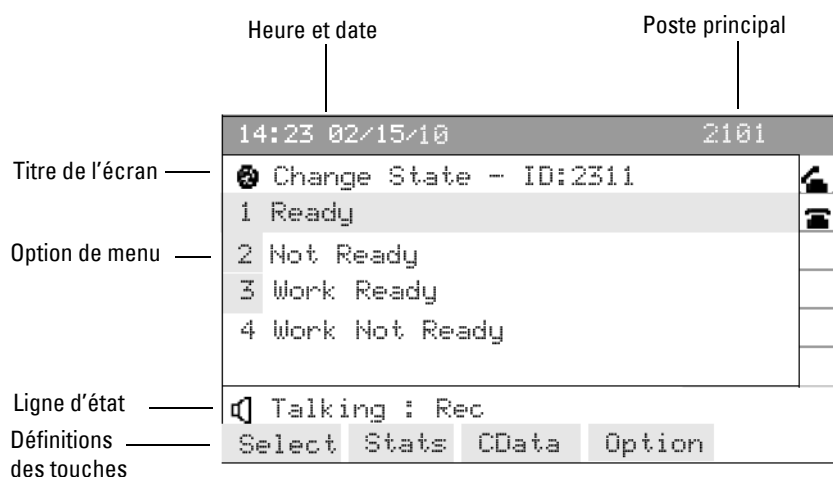 Heure et date
Poste principal
14:23 02/15/10 2101
Titre de l'écran
Change State - ID:2311
1 Ready
Option de menu
2 Not Ready
3 Work Ready
4 Work Not Ready
Ligne d'état
Talking : Rec
Définitions
des touches
Select Stats CData Option